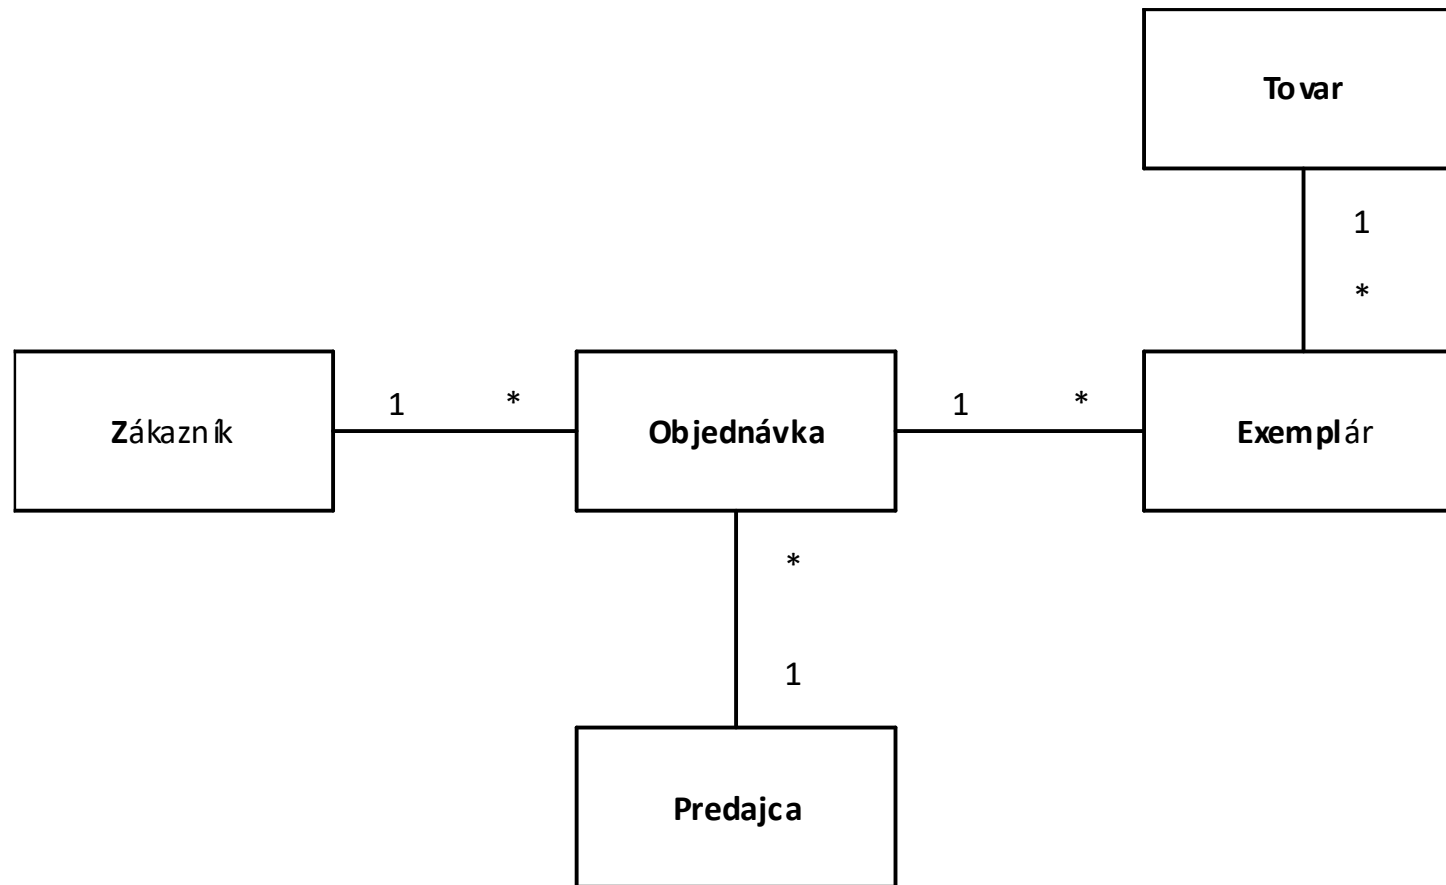 Tovar
1
*
Zákazník
1 *
Objednávka
1 *
Exemplár
*
1
Predajca